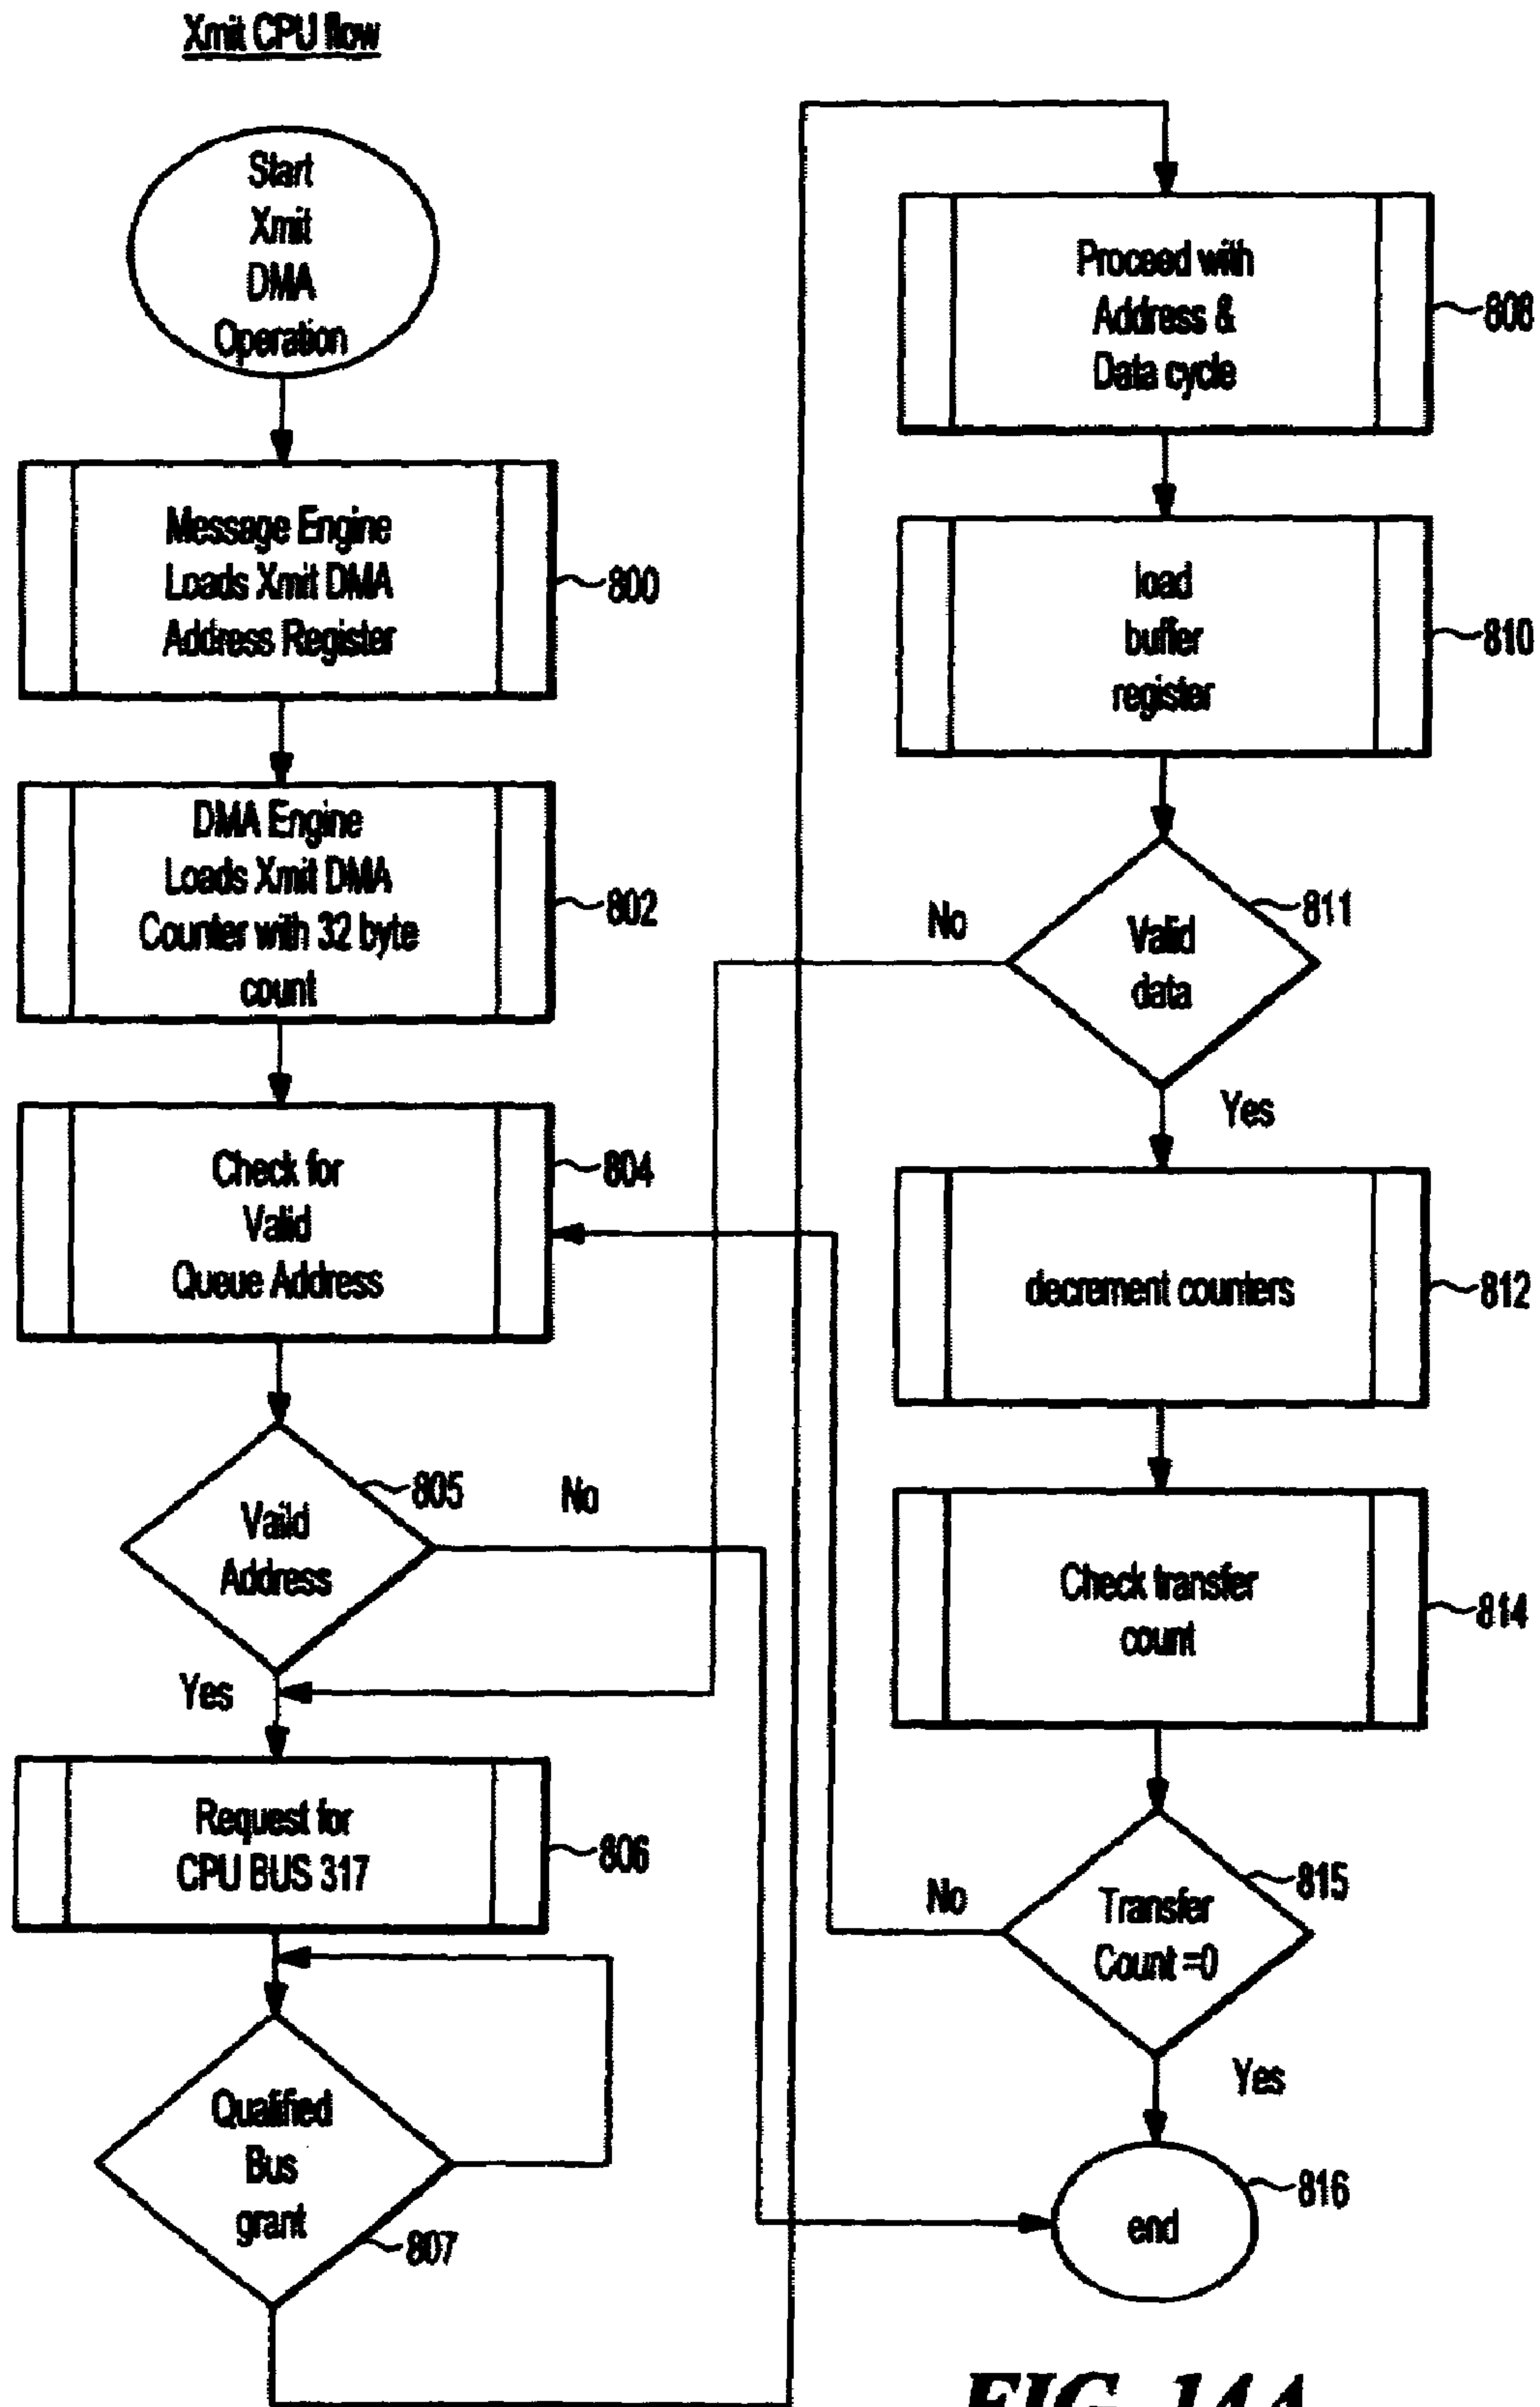 Xmit CPU flow
Start
Xmit
DMA
Operation
Message Engine
Loads Xmit DMA
Address Register
800
DMA Engine
Loads Xmit DMA
Counter with 32 byte
count
802
Check for
Valid
Queue Address
804
Vaild
Address
805
No
Yes
Request for
CPU BUS 317
806
Qualified
Bus
grant
807
Proceed with
Address &
Data cycle
808
load
buffer
register
810
Valid
data
811
No
Yes
decrement counters
812
Check transfer
count
814
Transfer
Count =0
815
No
Yes
end
816
FIG. 14A